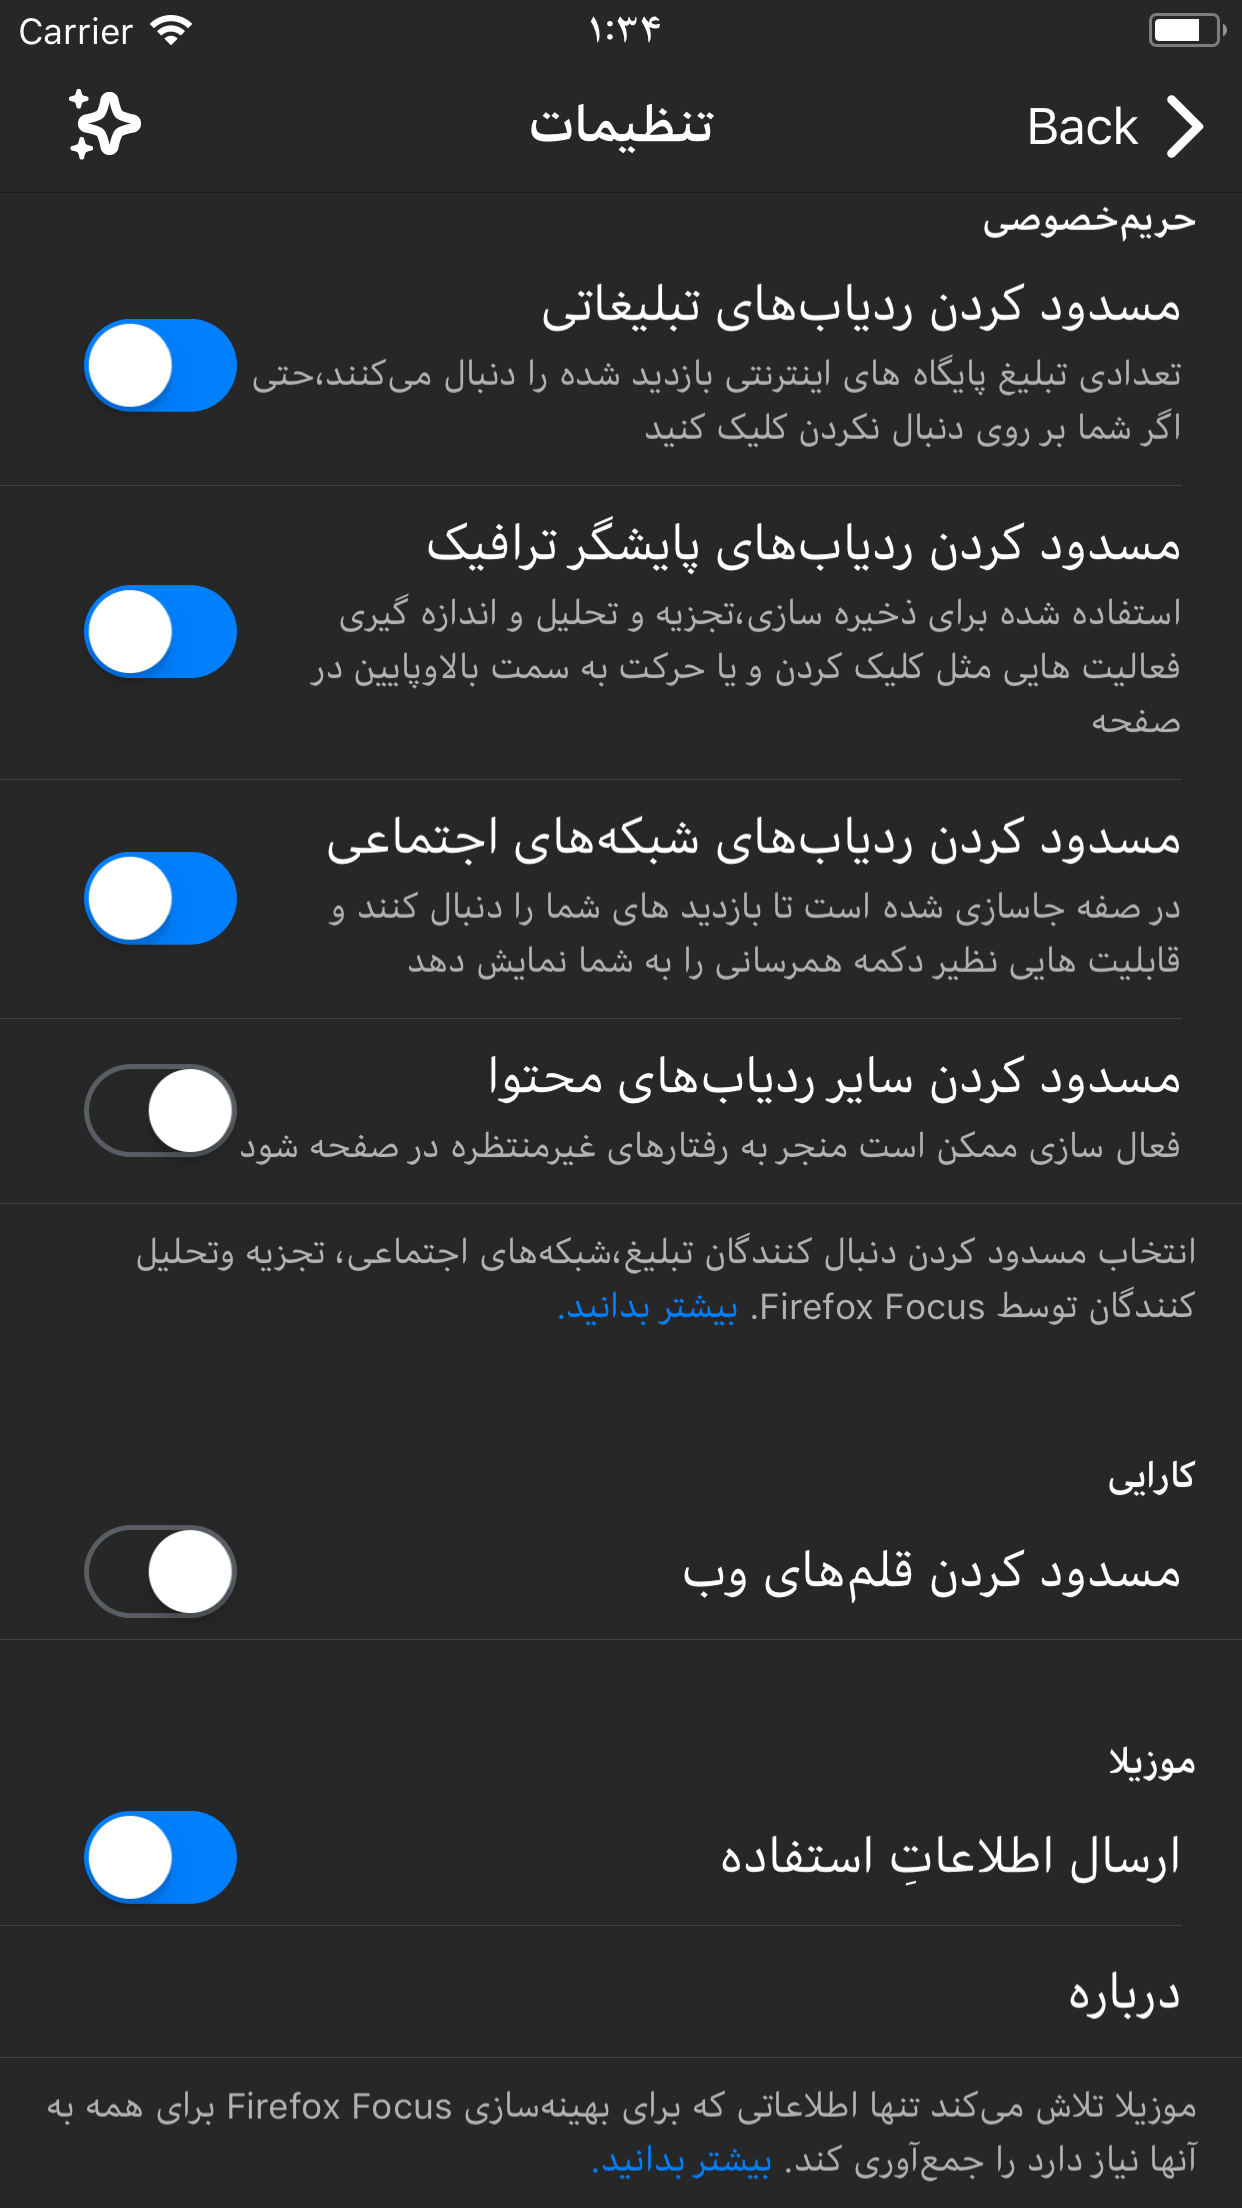 Carrier ۱:۳۴
Back تنظیمات
حریم‌خصوصی
مسدود کردن ردیاب‌های تبلیغاتی
تعدادی تبلیغ پایگاه های اینترنتی بازدید شده را دنبال می‌کنند،حتی
اگر شما بر روی دنبال نکردن کلیک کنید
مسدود کردن ردیاب‌های پایشگر ترافیک
استفاده شده برای ذخیره سازی،تجزیه و تحلیل و اندازه گیری
فعالیت هایی مثل کلیک کردن و یا حرکت به سمت بالاوپایین در
صفحه
مسدود کردن ردیاب‌های شبکه‌های اجتماعی
در صفه جاسازی شده است تا بازدید های شما را دنبال کنند و
قابلیت هایی نظیر دکمه همرسانی را به شما نمایش دهد
مسدود کردن سایر ردیاب‌های محتوا
فعال سازی ممکن است منجر به رفتارهای غیرمنتظره در صفحه شود
انتخاب مسدود کردن دنبال کنندگان تبلیغ،شبکه‌های اجتماعی، تجزیه وتحلیل
کنندگان توسط Firefox Focus. بیشتر بدانید.
کارایی
مسدود کردن قلم‌های وب
موزیلا
ارسال اطلاعاتِ استفاده
درباره
موزیلا تلاش می‌کند تنها اطلاعاتی که برای بهینه‌سازی Firefox Focus برای همه به
آنها نیاز دارد را جمع‌آوری کند. بیشتر بدانید.